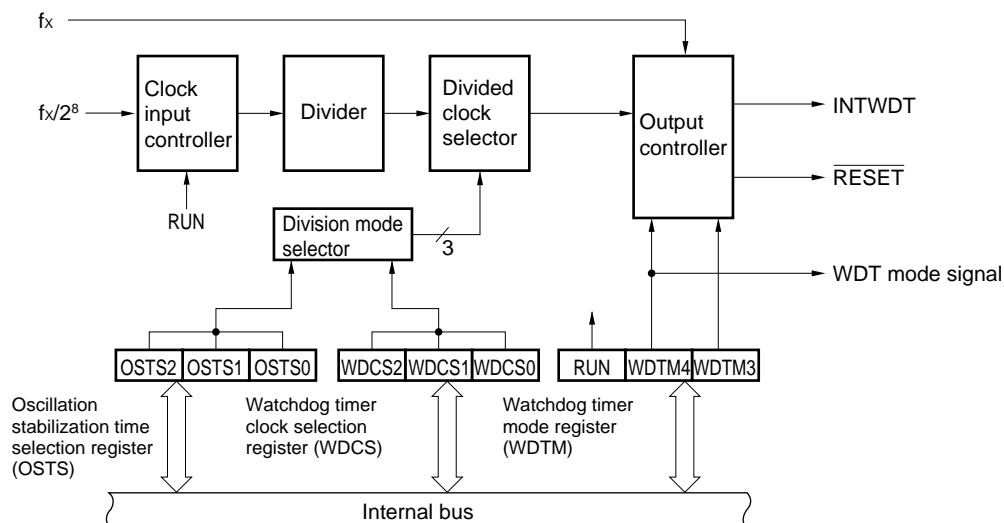 fX
fX/2⁸
Clock
input
controller
Divider
Divided
clock
selector
Output
controller
INTWDT
RESET
RUN
Division mode
selector
3
WDT mode signal
OSTS2 OSTS1 OSTS0
WDCS2 WDCS1 WDCS0
RUN WDTM4 WDTM3
Oscillation
stabilization time
selection register
(OSTS)
Watchdog timer
clock selection
register (WDCS)
Watchdog timer
mode register
(WDTM)
Internal bus